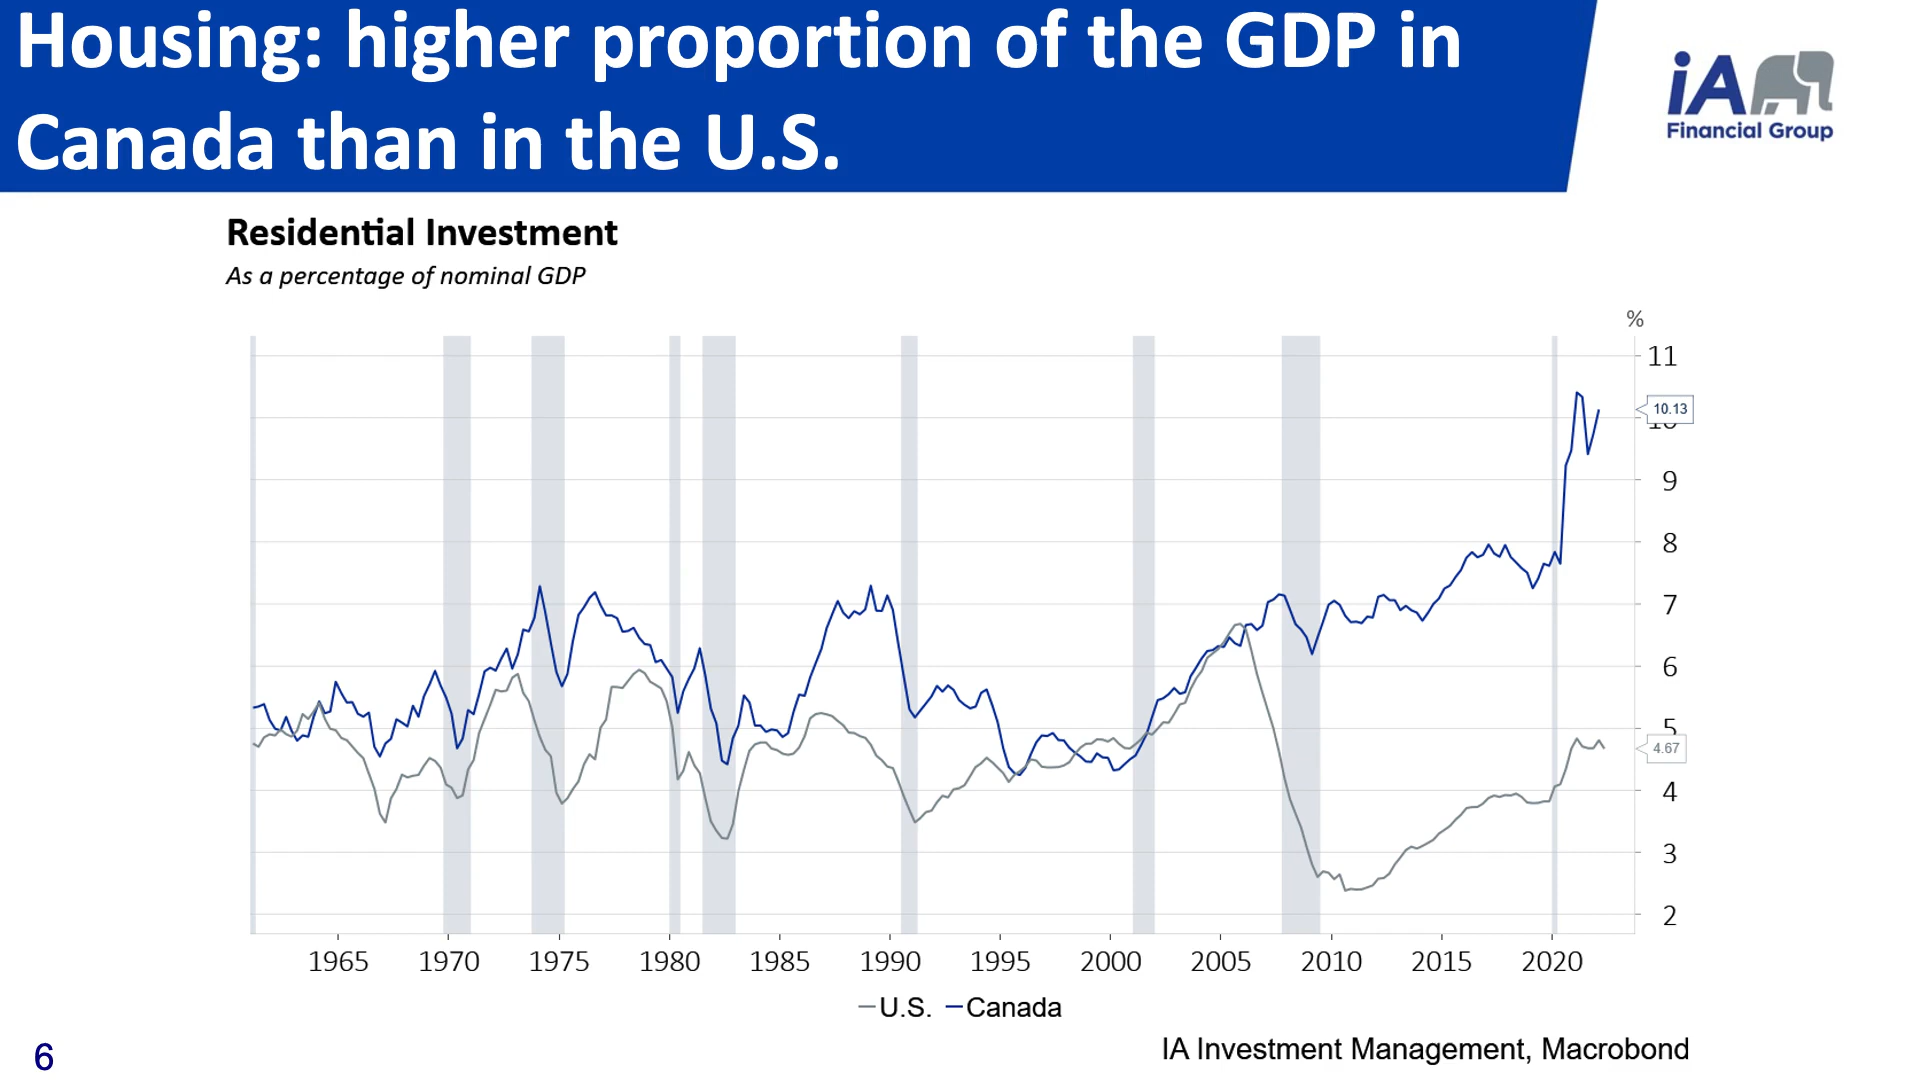 Housing: higher proportion of the GDP in
Canada than in the U.S.
iA
Financial Group
Residential Investment
As a percentage of nominal GDP
%
11
10.13
10
9
8
7
6
5
4.67
4
3
2
1965 1970 1975 1980 1985 1990 1995 2000 2005 2010 2015 2020
U.S. Canada
6
IA Investment Management, Macrobond